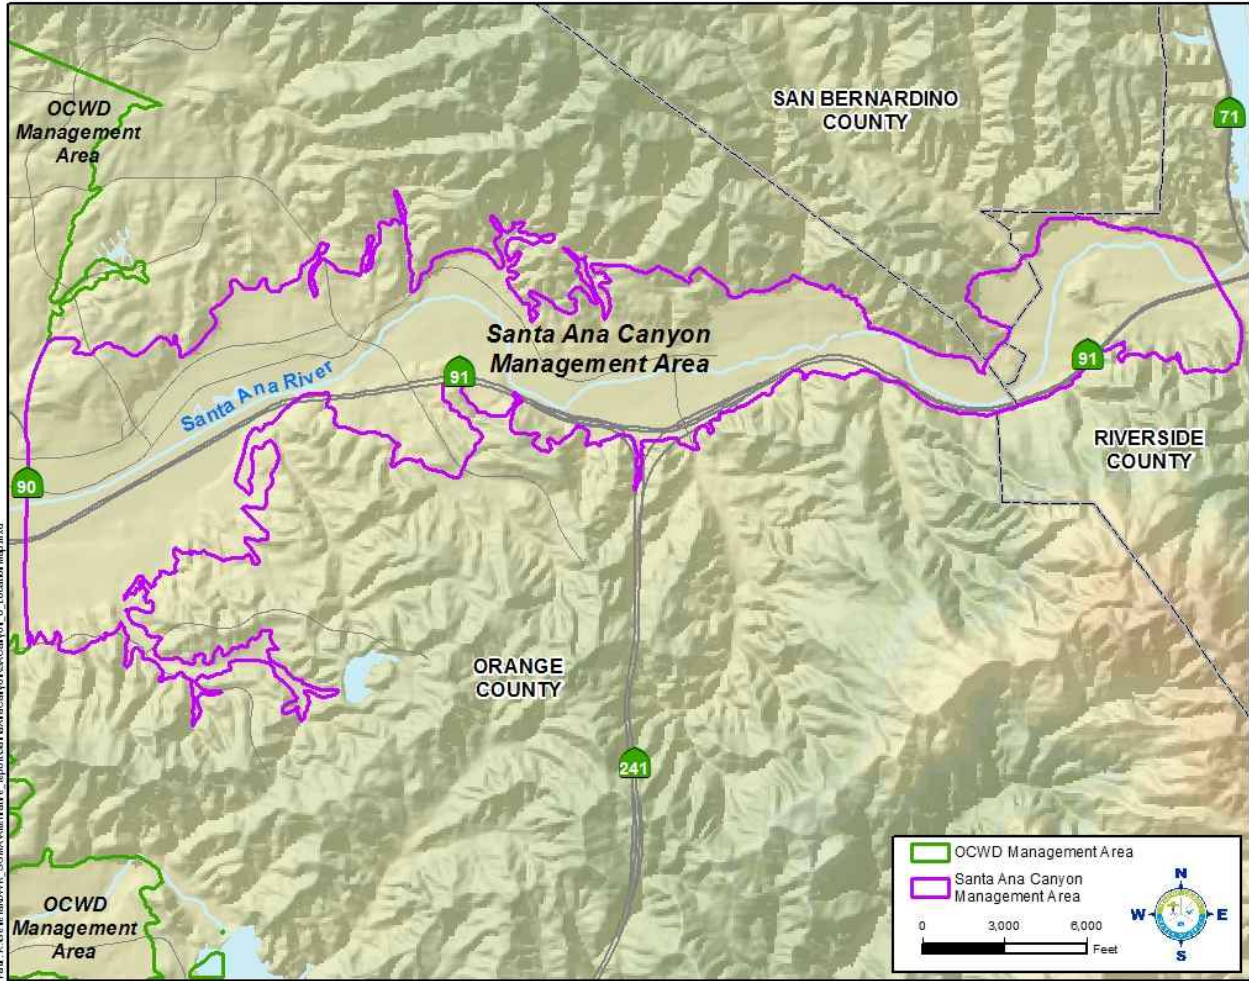 OCWD
Management
Area
SAN BERNARDINO
COUNTY
71
Santa Ana Canyon
Management Area
91
Santa Ana River
91
RIVERSIDE
COUNTY
90
ORANGE
COUNTY
241
OCWD
Management
Area
OCWD Management Area
Santa Ana Canyon
Management Area
0 3,000 6,000
Feet
N
W E
S